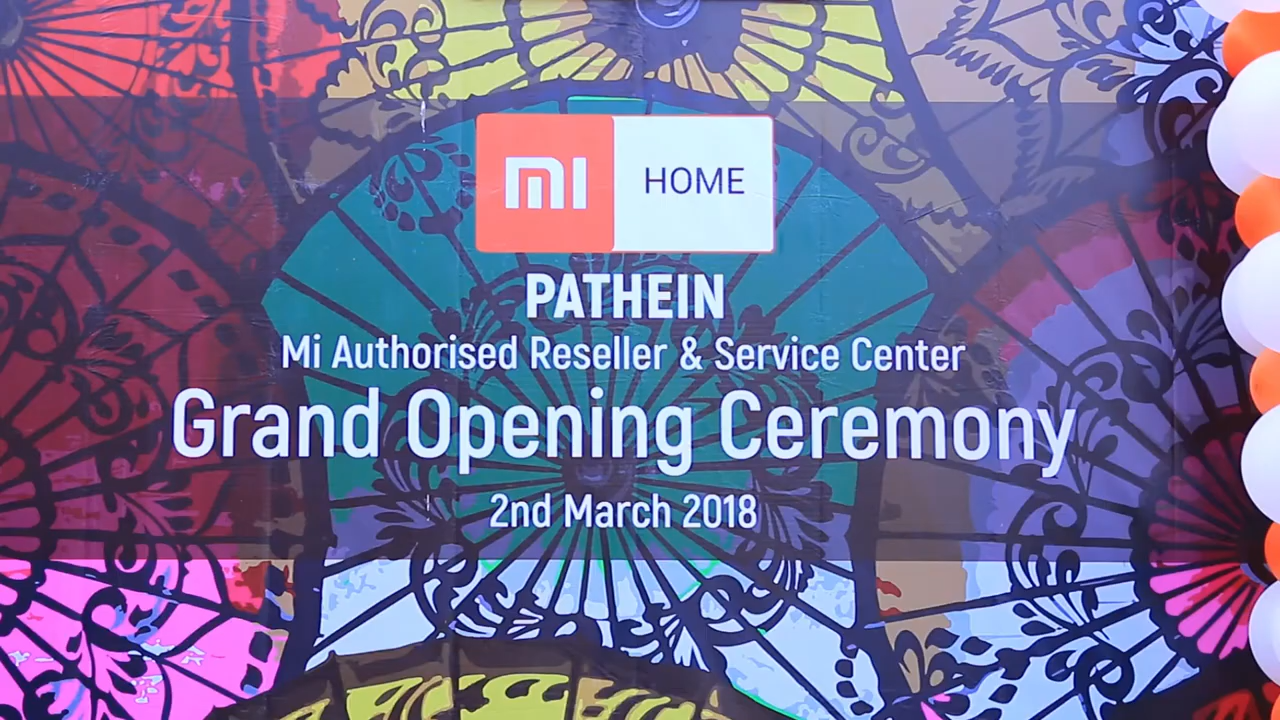 mi HOME
PATHEIN
Mi Authorised Reseller & Service Center
Grand Opening Ceremony
2nd March 2018